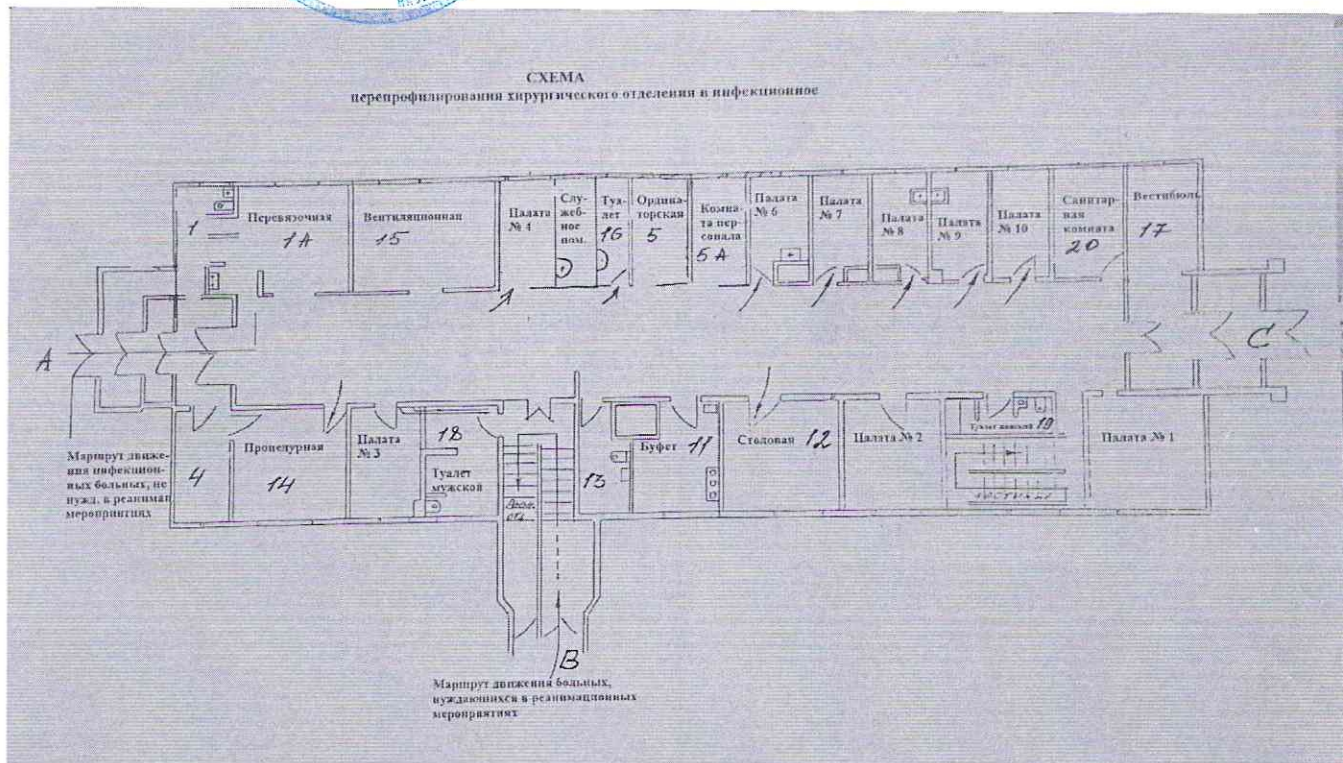 СХЕМА
перепрофилирования хирургического отделения в инфекционное
1
Перевязочная
1А
Вентиляционная
15
Палата
№ 4
Слу-
жеб-
ное
пом.
Туа-
лет
16
Ордина-
торская
5
Комна-
та пер-
сонала
5 А
Палата
№ 6
Палата
№ 7
Палата
№ 8
Палата
№ 9
Палата
№ 10
Санитар-
ная
комната
20
Вестибюль
17
А
С
Маршрут движе-
ния инфекцион-
ных больных, не
нужд. в реанимац
мероприятиях
4
Процедурная
14
Палата
№ 3
18
Туалет
мужской
13
Буфет
11
Столовая
12
Палата № 2
Туалет женский 19
Палата № 1
В
Маршрут движения больных,
нуждающихся в реанимационных
мероприятиях